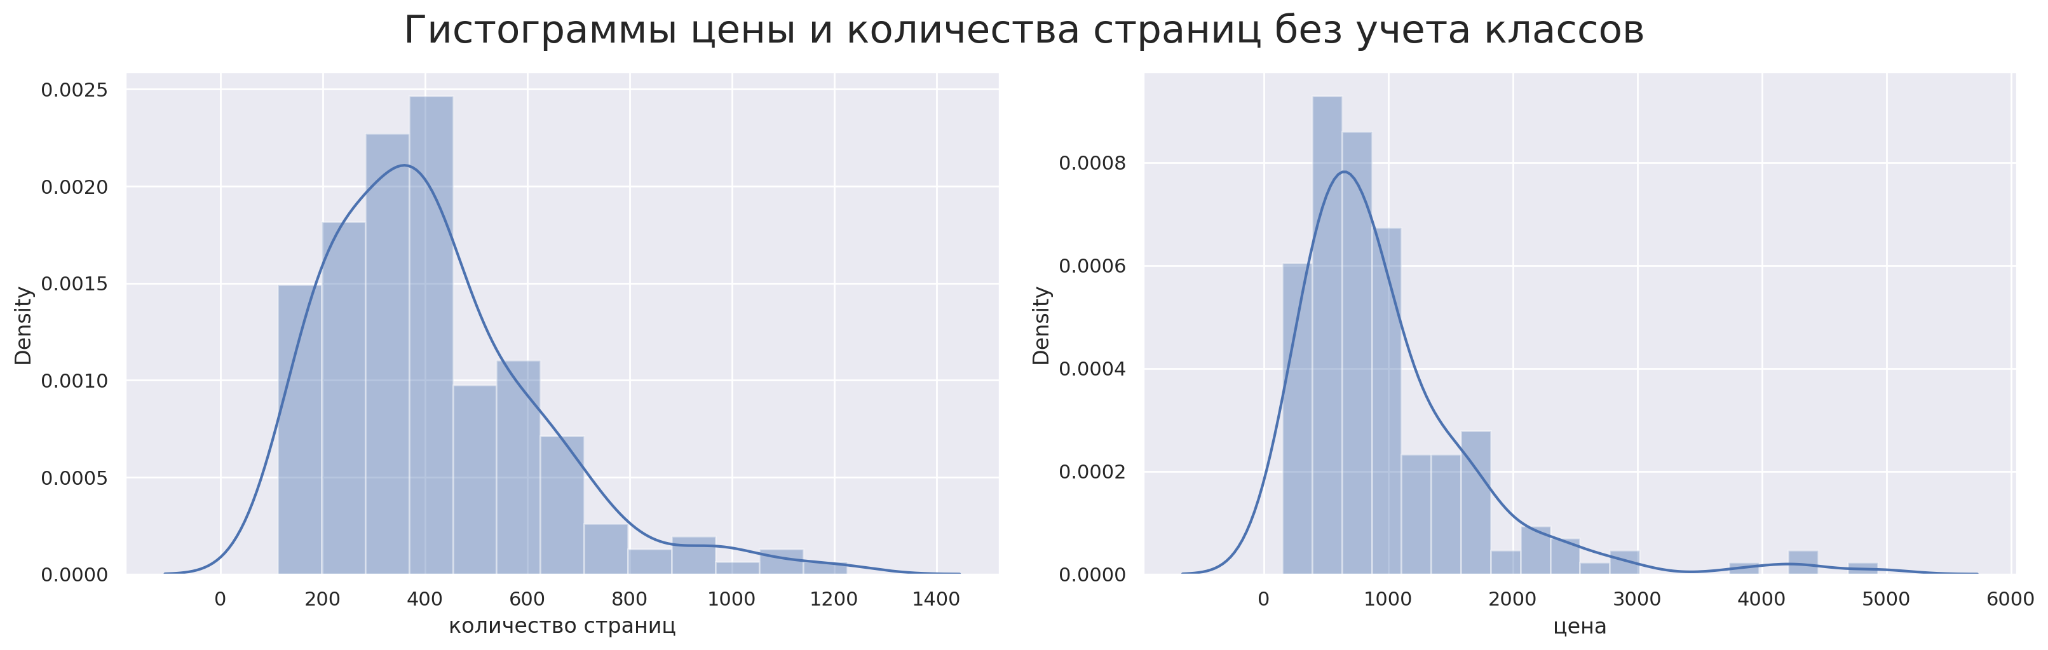 Гистограммы цены и количества страниц без учета классов
0.0025
0.0020
0.0015
0.0010
0.0005
0.0000
Density
0 200 400 600 800 1000 1200 1400
количество страниц
0.0008
0.0006
0.0004
0.0002
0.0000
Density
0 1000 2000 3000 4000 5000 6000
цена